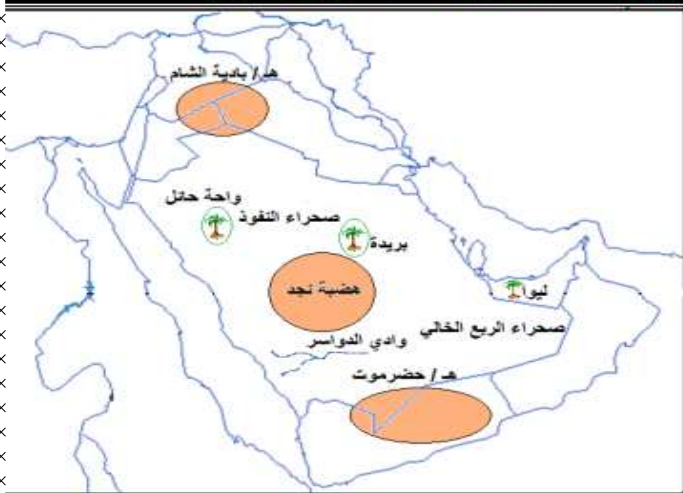 هـ / بادية الشام
واحة حائل
صحراء النفوذ
بريدة
هضبة نجد
ليوا
صحراء الربع الخالي
وادي الدواسر
هـ / حضرموت